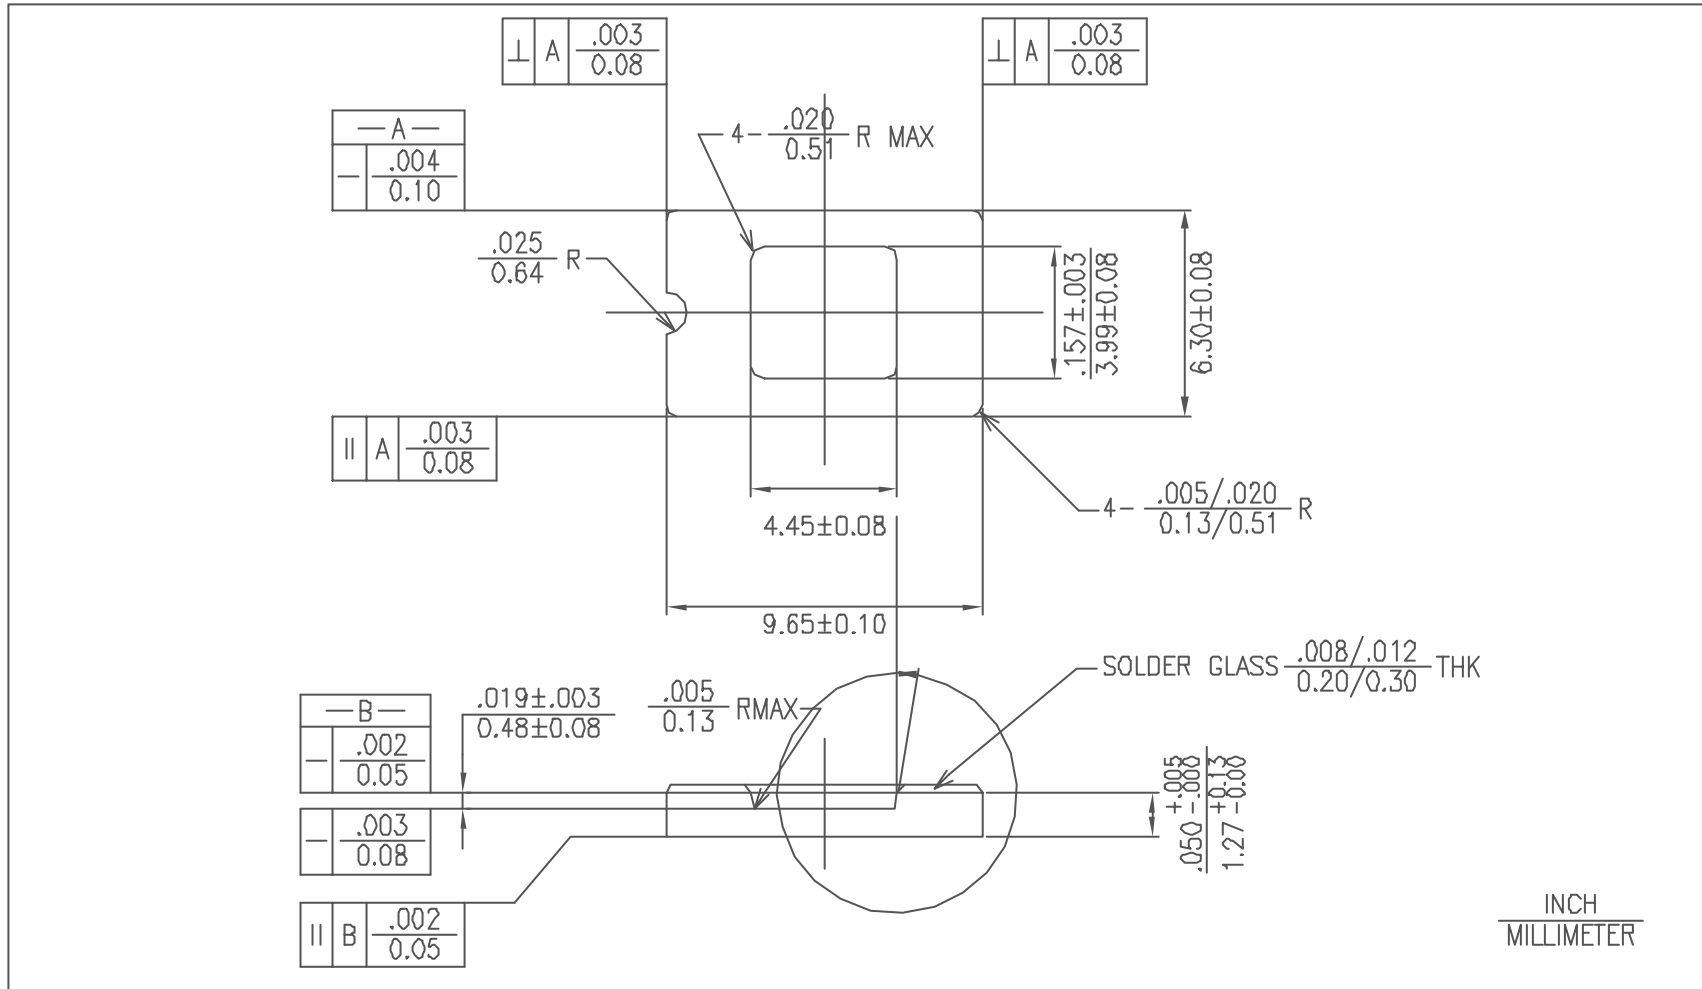 ⊥ A .003
0.08
⊥ A .003
0.08
— A —
— .004
0.10
4- .020 R MAX
0.51
.025 R
0.64
.157±.003
3.99±0.08
6.30±0.08
∥ A .003
0.08
4.45±0.08
4- .005/.020 R
0.13/0.51
9.65±0.10
SOLDER GLASS .008/.012 THK
0.20/0.30
— B —
— .002
0.05
.019±.003
0.48±0.08
.005 RMAX
0.13
— .003
0.08
.050 +.005 -.000
1.27 +0.13 -0.00
∥ B .002
0.05
INCH
MILLIMETER